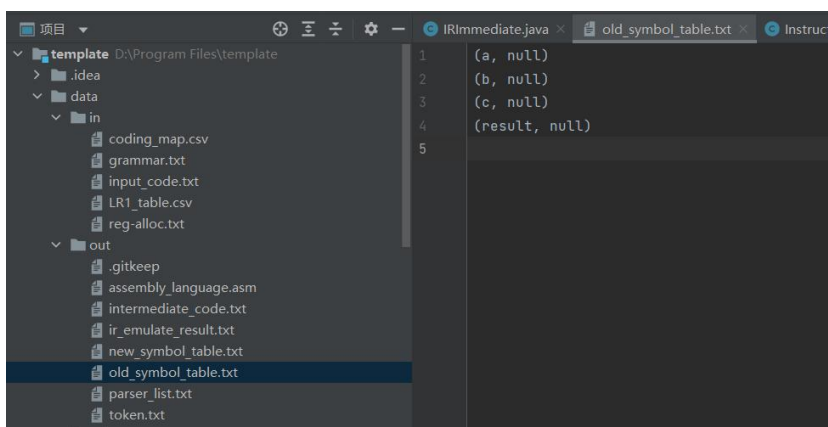 项目
IRImmediate.java
old_symbol_table.txt
Instruc
template D:\Program Files\template
.idea
data
in
coding_map.csv
grammar.txt
input_code.txt
LR1_table.csv
reg-alloc.txt
out
.gitkeep
assembly_language.asm
intermediate_code.txt
ir_emulate_result.txt
new_symbol_table.txt
old_symbol_table.txt
parser_list.txt
token.txt
1 (a, null)
2 (b, null)
3 (c, null)
4 (result, null)
5